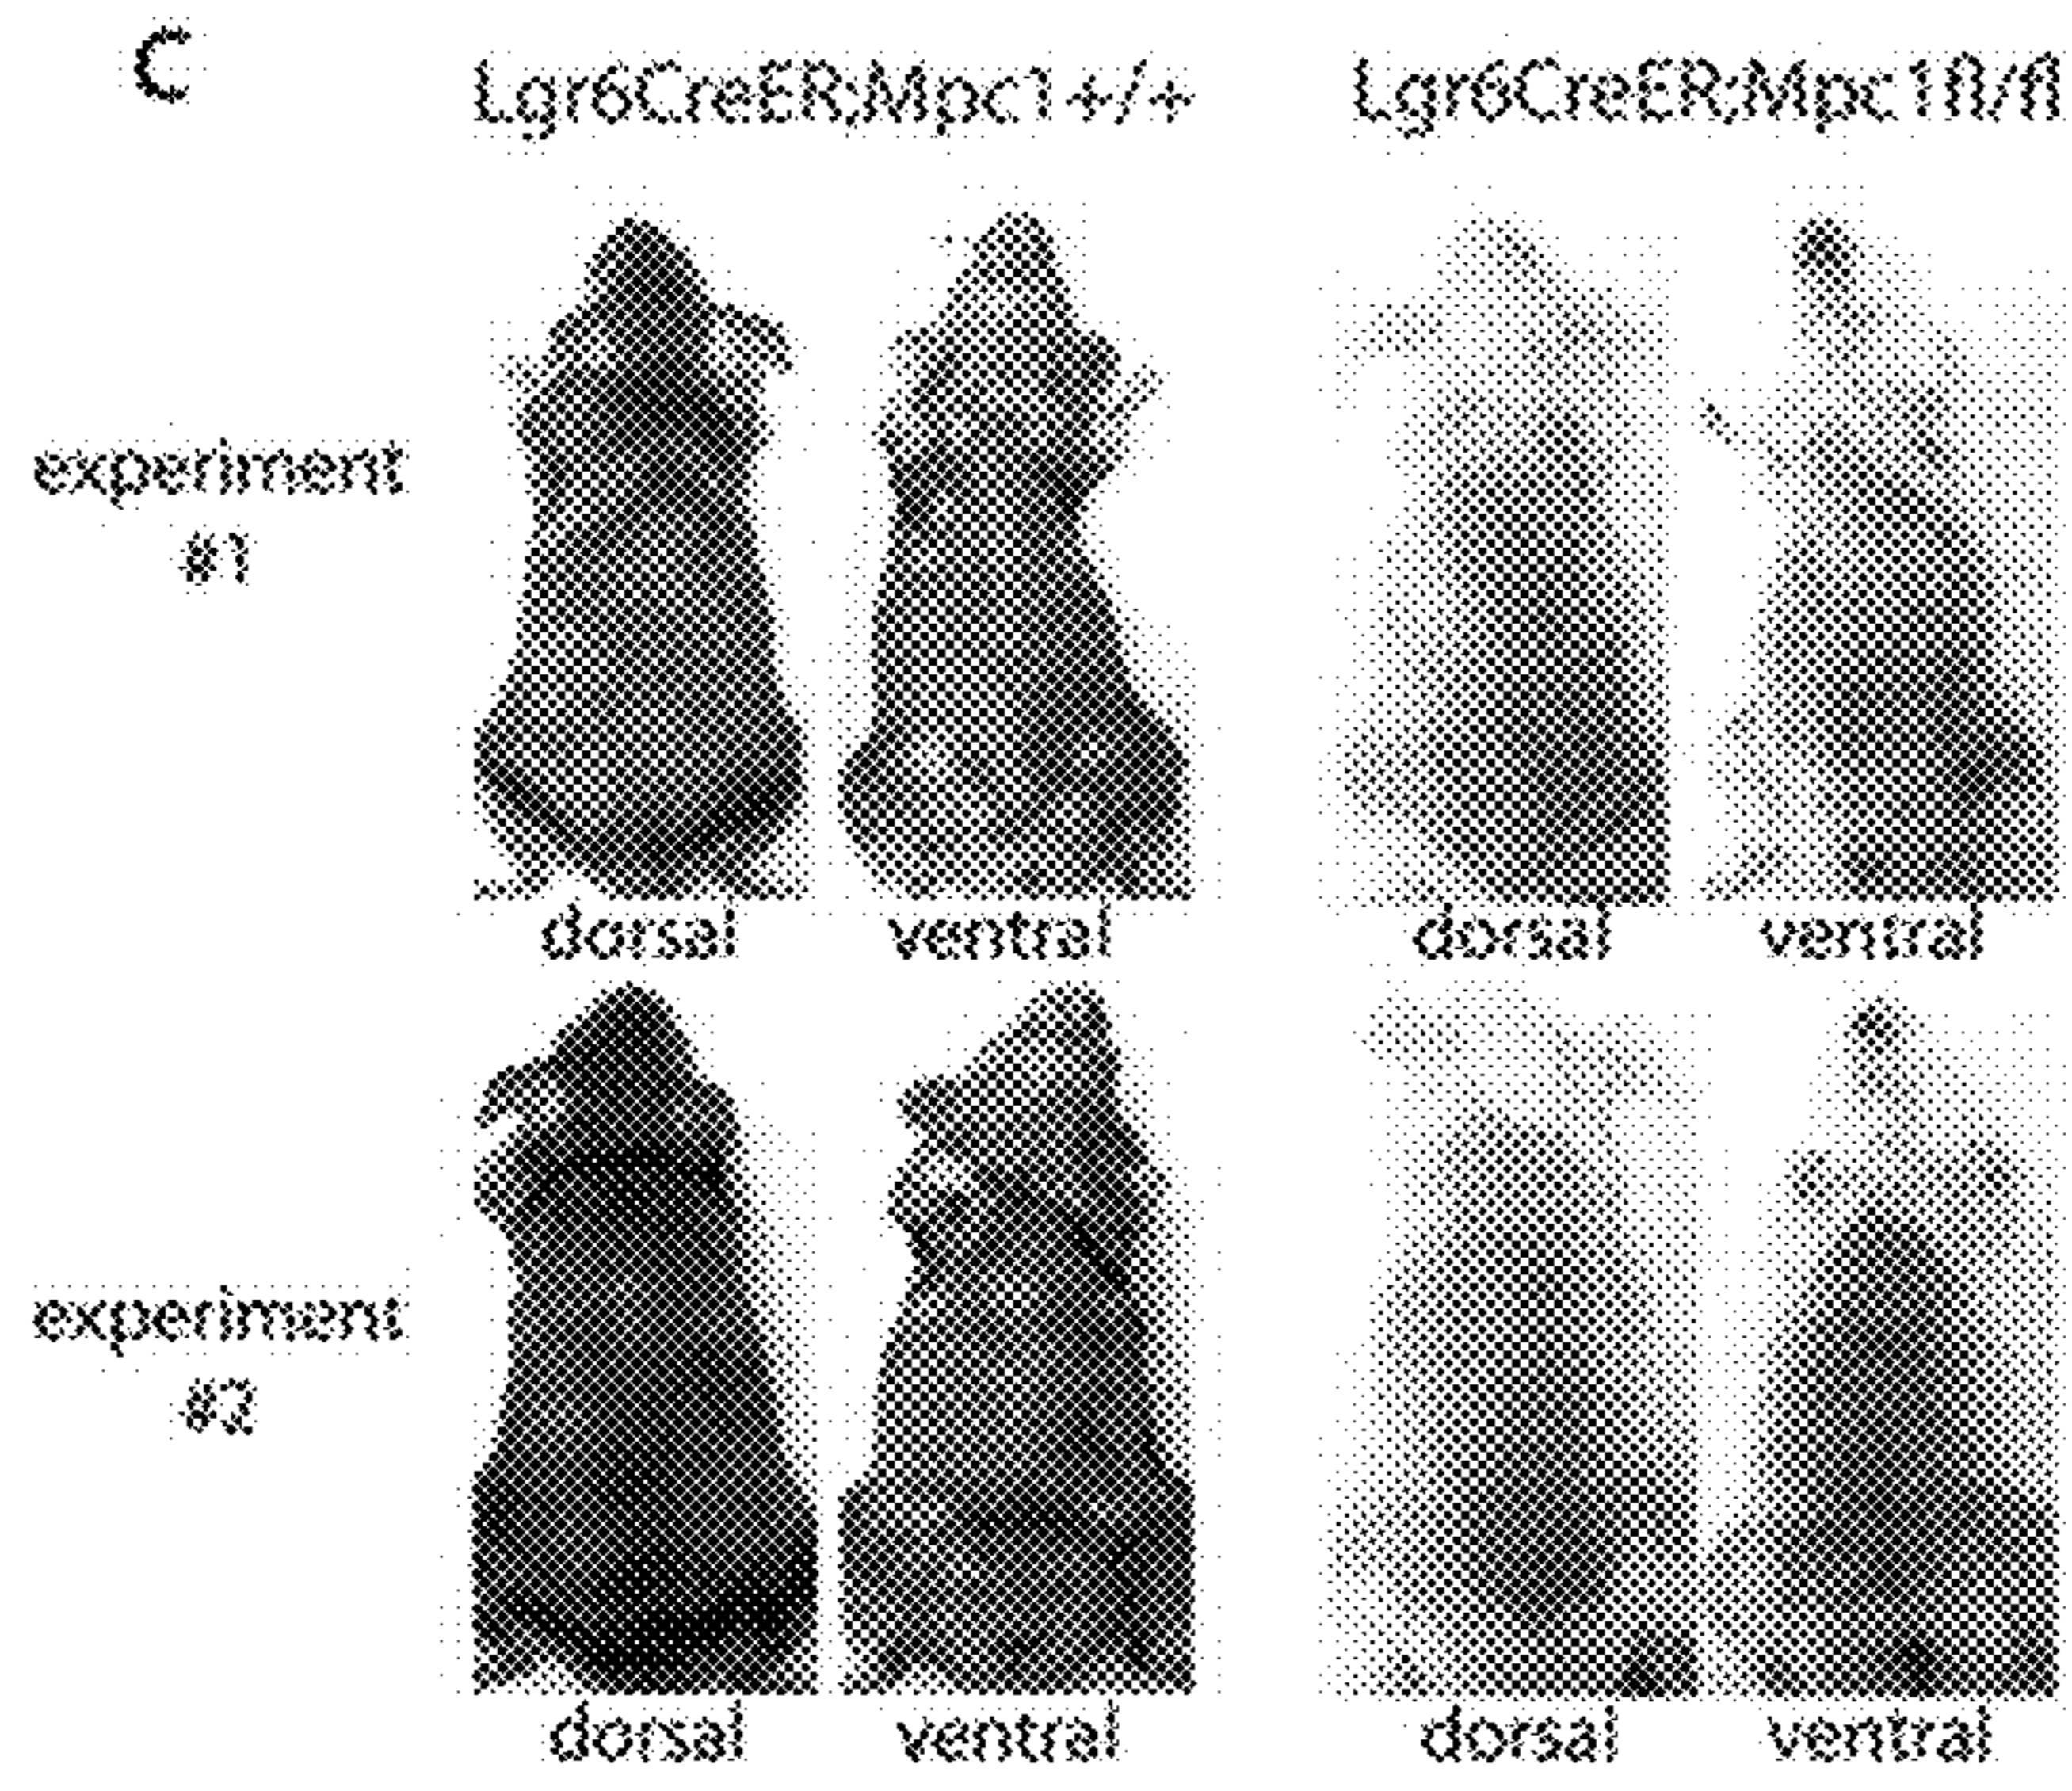 C
Lgr6CreER;Mpc1+/+ Lgr6CreER;Mpc1fl/fl
experiment
#1
dorsal ventral dorsal ventral
experiment
#2
dorsal ventral dorsal ventral